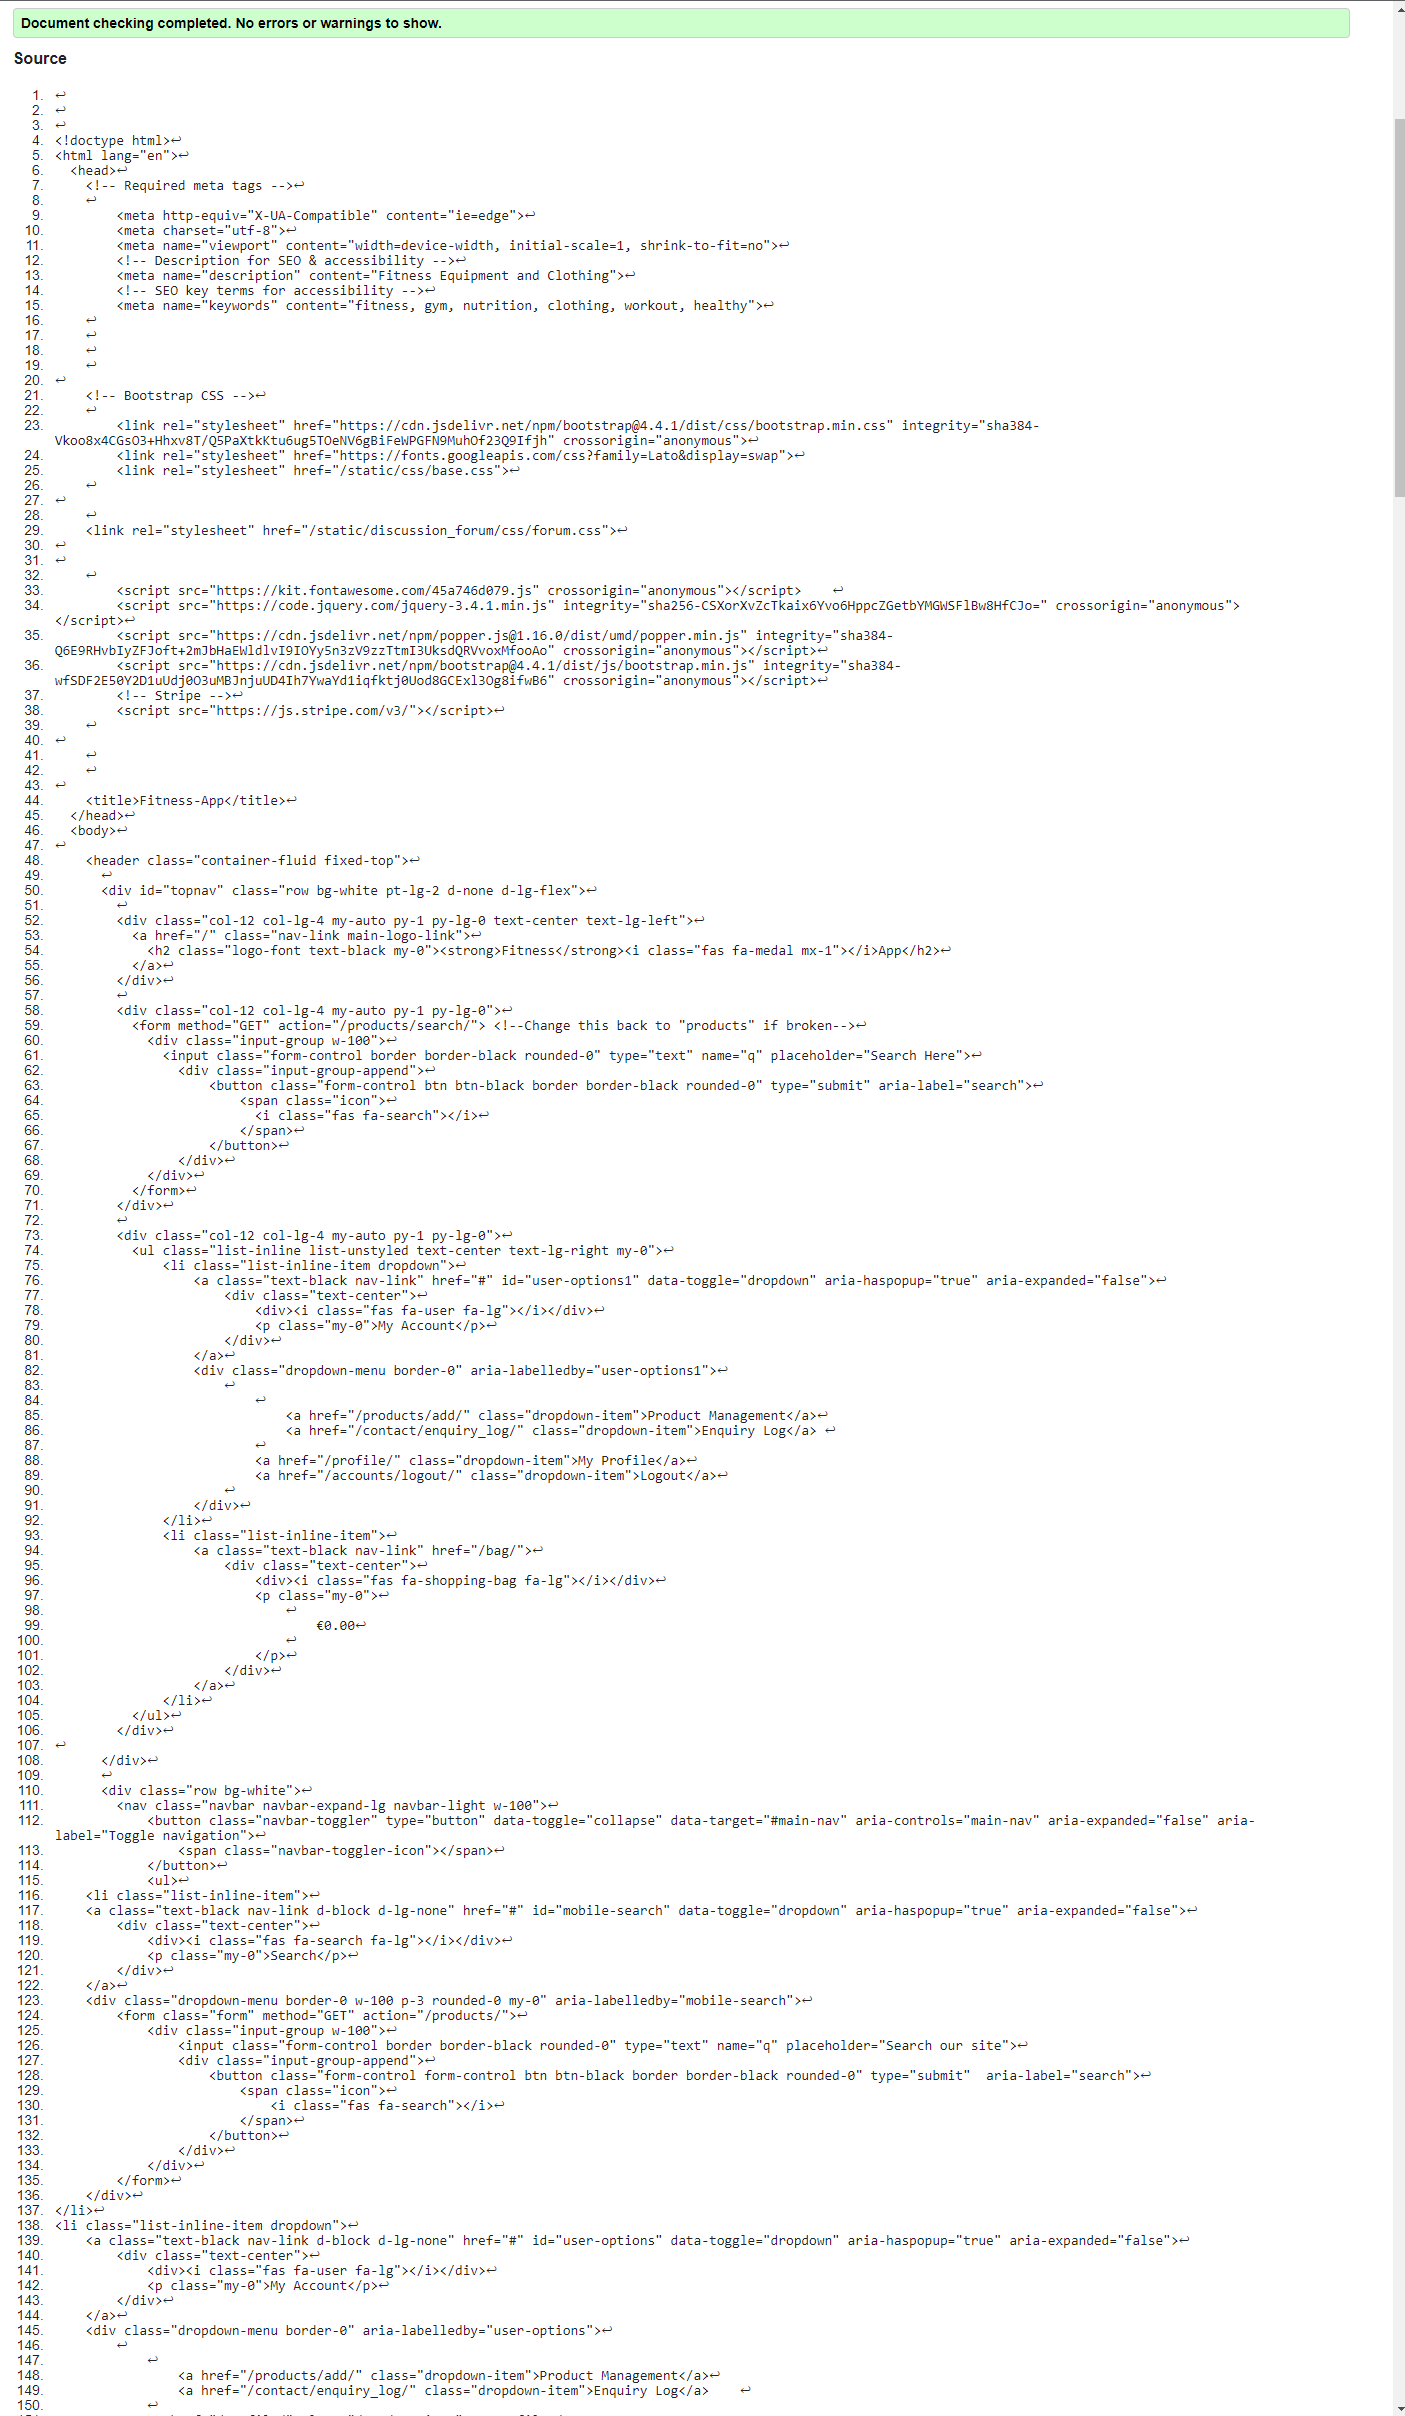 Document checking completed. No errors or warnings to show.
Source
1. ↩
2. ↩
3. ↩
4. <!doctype html>↩
5. <html lang="en">↩
6. <head>↩
7. <!-- Required meta tags -->↩
8. ↩
9. <meta http-equiv="X-UA-Compatible" content="ie=edge">↩
10. <meta charset="utf-8">↩
11. <meta name="viewport" content="width=device-width, initial-scale=1, shrink-to-fit=no">↩
12. <!-- Description for SEO & accessibility -->↩
13. <meta name="description" content="Fitness Equipment and Clothing">↩
14. <!-- SEO key terms for accessibility -->↩
15. <meta name="keywords" content="fitness, gym, nutrition, clothing, workout, healthy">↩
16. ↩
17. ↩
18. ↩
19. ↩
20. ↩
21. <!-- Bootstrap CSS -->↩
22. ↩
23. <link rel="stylesheet" href="https://cdn.jsdelivr.net/npm/bootstrap@4.4.1/dist/css/bootstrap.min.css" integrity="sha384-
Vkoo8x4CGsO3+Hhxv8T/Q5PaXtkKtu6ug5TOeNV6gBiFeWPGFN9MuhOf23Q9Ifjh" crossorigin="anonymous">↩
24. <link rel="stylesheet" href="https://fonts.googleapis.com/css?family=Lato&display=swap">↩
25. <link rel="stylesheet" href="/static/css/base.css">↩
26. ↩
27. ↩
28. ↩
29. <link rel="stylesheet" href="/static/discussion_forum/css/forum.css">↩
30. ↩
31. ↩
32. ↩
33. <script src="https://kit.fontawesome.com/45a746d079.js" crossorigin="anonymous"></script> ↩
34. <script src="https://code.jquery.com/jquery-3.4.1.min.js" integrity="sha256-CSXorXvZcTkaix6Yvo6HppcZGetbYMGWSFlBw8HfCJo=" crossorigin="anonymous">
</script>↩
35. <script src="https://cdn.jsdelivr.net/npm/popper.js@1.16.0/dist/umd/popper.min.js" integrity="sha384-
Q6E9RHvbIyZFJoft+2mJbHaEWldlvI9IOYy5n3zV9zzTtmI3UksdQRVvoxMfooAo" crossorigin="anonymous"></script>↩
36. <script src="https://cdn.jsdelivr.net/npm/bootstrap@4.4.1/dist/js/bootstrap.min.js" integrity="sha384-
wfSDF2E50Y2D1uUdj0O3uMBJnjuUD4Ih7YwaYd1iqfktj0Uod8GCExl3Og8ifwB6" crossorigin="anonymous"></script>↩
37. <!-- Stripe -->↩
38. <script src="https://js.stripe.com/v3/"></script>↩
39. ↩
40. ↩
41. ↩
42. ↩
43. ↩
44. <title>Fitness-App</title>↩
45. </head>↩
46. <body>↩
47. ↩
48. <header class="container-fluid fixed-top">↩
49. ↩
50. <div id="topnav" class="row bg-white pt-lg-2 d-none d-lg-flex">↩
51. ↩
52. <div class="col-12 col-lg-4 my-auto py-1 py-lg-0 text-center text-lg-left">↩
53. <a href="/" class="nav-link main-logo-link">↩
54. <h2 class="logo-font text-black my-0"><strong>Fitness</strong><i class="fas fa-medal mx-1"></i>App</h2>↩
55. </a>↩
56. </div>↩
57. ↩
58. <div class="col-12 col-lg-4 my-auto py-1 py-lg-0">↩
59. <form method="GET" action="/products/search/"> <!--Change this back to "products" if broken-->↩
60. <div class="input-group w-100">↩
61. <input class="form-control border border-black rounded-0" type="text" name="q" placeholder="Search Here">↩
62. <div class="input-group-append">↩
63. <button class="form-control btn btn-black border border-black rounded-0" type="submit" aria-label="search">↩
64. <span class="icon">↩
65. <i class="fas fa-search"></i>↩
66. </span>↩
67. </button>↩
68. </div>↩
69. </div>↩
70. </form>↩
71. </div>↩
72. ↩
73. <div class="col-12 col-lg-4 my-auto py-1 py-lg-0">↩
74. <ul class="list-inline list-unstyled text-center text-lg-right my-0">↩
75. <li class="list-inline-item dropdown">↩
76. <a class="text-black nav-link" href="#" id="user-options1" data-toggle="dropdown" aria-haspopup="true" aria-expanded="false">↩
77. <div class="text-center">↩
78. <div><i class="fas fa-user fa-lg"></i></div>↩
79. <p class="my-0">My Account</p>↩
80. </div>↩
81. </a>↩
82. <div class="dropdown-menu border-0" aria-labelledby="user-options1">↩
83. ↩
84. ↩
85. <a href="/products/add/" class="dropdown-item">Product Management</a>↩
86. <a href="/contact/enquiry_log/" class="dropdown-item">Enquiry Log</a> ↩
87. ↩
88. <a href="/profile/" class="dropdown-item">My Profile</a>↩
89. <a href="/accounts/logout/" class="dropdown-item">Logout</a>↩
90. ↩
91. </div>↩
92. </li>↩
93. <li class="list-inline-item">↩
94. <a class="text-black nav-link" href="/bag/">↩
95. <div class="text-center">↩
96. <div><i class="fas fa-shopping-bag fa-lg"></i></div>↩
97. <p class="my-0">↩
98. ↩
99. €0.00↩
100. ↩
101. </p>↩
102. </div>↩
103. </a>↩
104. </li>↩
105. </ul>↩
106. </div>↩
107. ↩
108. </div>↩
109. ↩
110. <div class="row bg-white">↩
111. <nav class="navbar navbar-expand-lg navbar-light w-100">↩
112. <button class="navbar-toggler" type="button" data-toggle="collapse" data-target="#main-nav" aria-controls="main-nav" aria-expanded="false" aria-
label="Toggle navigation">↩
113. <span class="navbar-toggler-icon"></span>↩
114. </button>↩
115. <ul>↩
116. <li class="list-inline-item">↩
117. <a class="text-black nav-link d-block d-lg-none" href="#" id="mobile-search" data-toggle="dropdown" aria-haspopup="true" aria-expanded="false">↩
118. <div class="text-center">↩
119. <div><i class="fas fa-search fa-lg"></i></div>↩
120. <p class="my-0">Search</p>↩
121. </div>↩
122. </a>↩
123. <div class="dropdown-menu border-0 w-100 p-3 rounded-0 my-0" aria-labelledby="mobile-search">↩
124. <form class="form" method="GET" action="/products/">↩
125. <div class="input-group w-100">↩
126. <input class="form-control border border-black rounded-0" type="text" name="q" placeholder="Search our site">↩
127. <div class="input-group-append">↩
128. <button class="form-control form-control btn btn-black border border-black rounded-0" type="submit"  aria-label="search">↩
129. <span class="icon">↩
130. <i class="fas fa-search"></i>↩
131. </span>↩
132. </button>↩
133. </div>↩
134. </div>↩
135. </form>↩
136. </div>↩
137. </li>↩
138. <li class="list-inline-item dropdown">↩
139. <a class="text-black nav-link d-block d-lg-none" href="#" id="user-options" data-toggle="dropdown" aria-haspopup="true" aria-expanded="false">↩
140. <div class="text-center">↩
141. <div><i class="fas fa-user fa-lg"></i></div>↩
142. <p class="my-0">My Account</p>↩
143. </div>↩
144. </a>↩
145. <div class="dropdown-menu border-0" aria-labelledby="user-options">↩
146. ↩
147. ↩
148. <a href="/products/add/" class="dropdown-item">Product Management</a>↩
149. <a href="/contact/enquiry_log/" class="dropdown-item">Enquiry Log</a> ↩
150. ↩